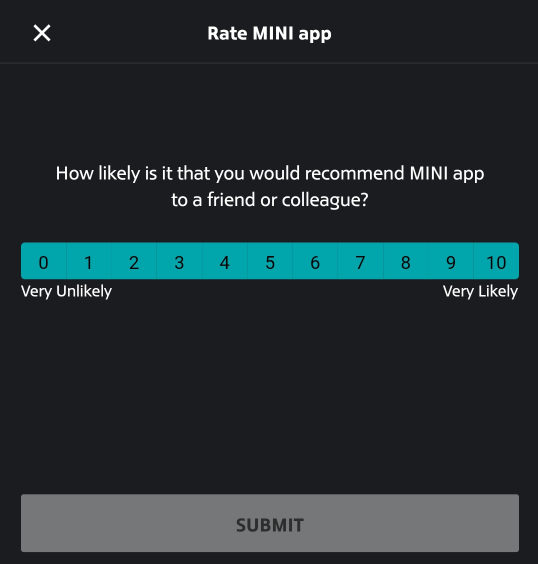 Rate MINI app
How likely is it that you would recommend MINI app
to a friend or colleague?
0 1 2 3 4 5 6 7 8 9 10
Very Unlikely Very Likely
SUBMIT